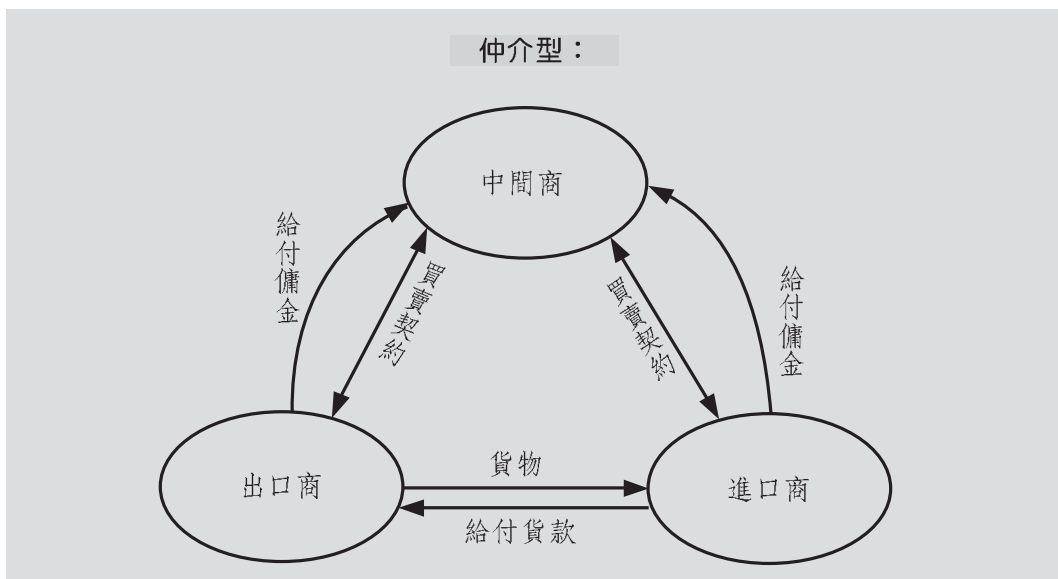 仲介型：
中間商
給付傭金
買賣契約
買賣契約
給付傭金
出口商
貨物
給付貨款
進口商